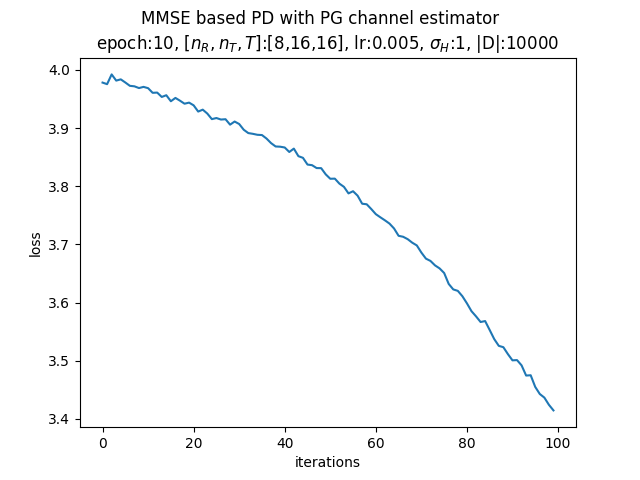 MMSE based PD with PG channel estimator
epoch:10, [n_R, n_T, T]:[8,16,16], lr:0.005, σ_H:1, |D|:10000
4.0
3.9
3.8
3.7
3.6
3.5
3.4
loss
0 20 40 60 80 100
iterations